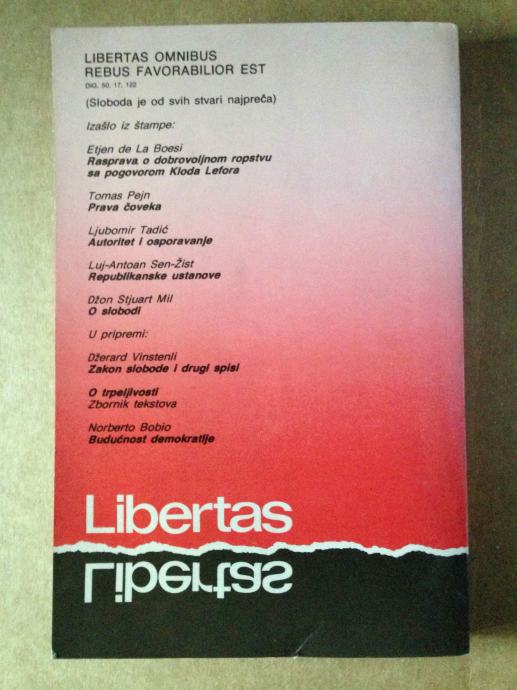 LIBERTAS OMNIBUS
REBUS FAVORABILIOR EST
DIG, 50, 17, 122
(Sloboda je od svih stvari najpreča)
Izašlo iz štampe:
Etjen de La Boesi
Rasprava o dobrovoljnom ropstvu
sa pogovorom Kloda Lefora
Tomas Pejn
Prava čoveka
Ljubomir Tadić
Autoritet i osporavanje
Luj-Antoan Sen-Žist
Republikanske ustanove
Džon Stjuart Mil
O slobodi
U pripremi:
Džerard Vinstenli
Zakon slobode i drugi spisi
O trpeljivosti
Zbornik tekstova
Norberto Bobio
Budućnost demokratije
Libertas
Libertas